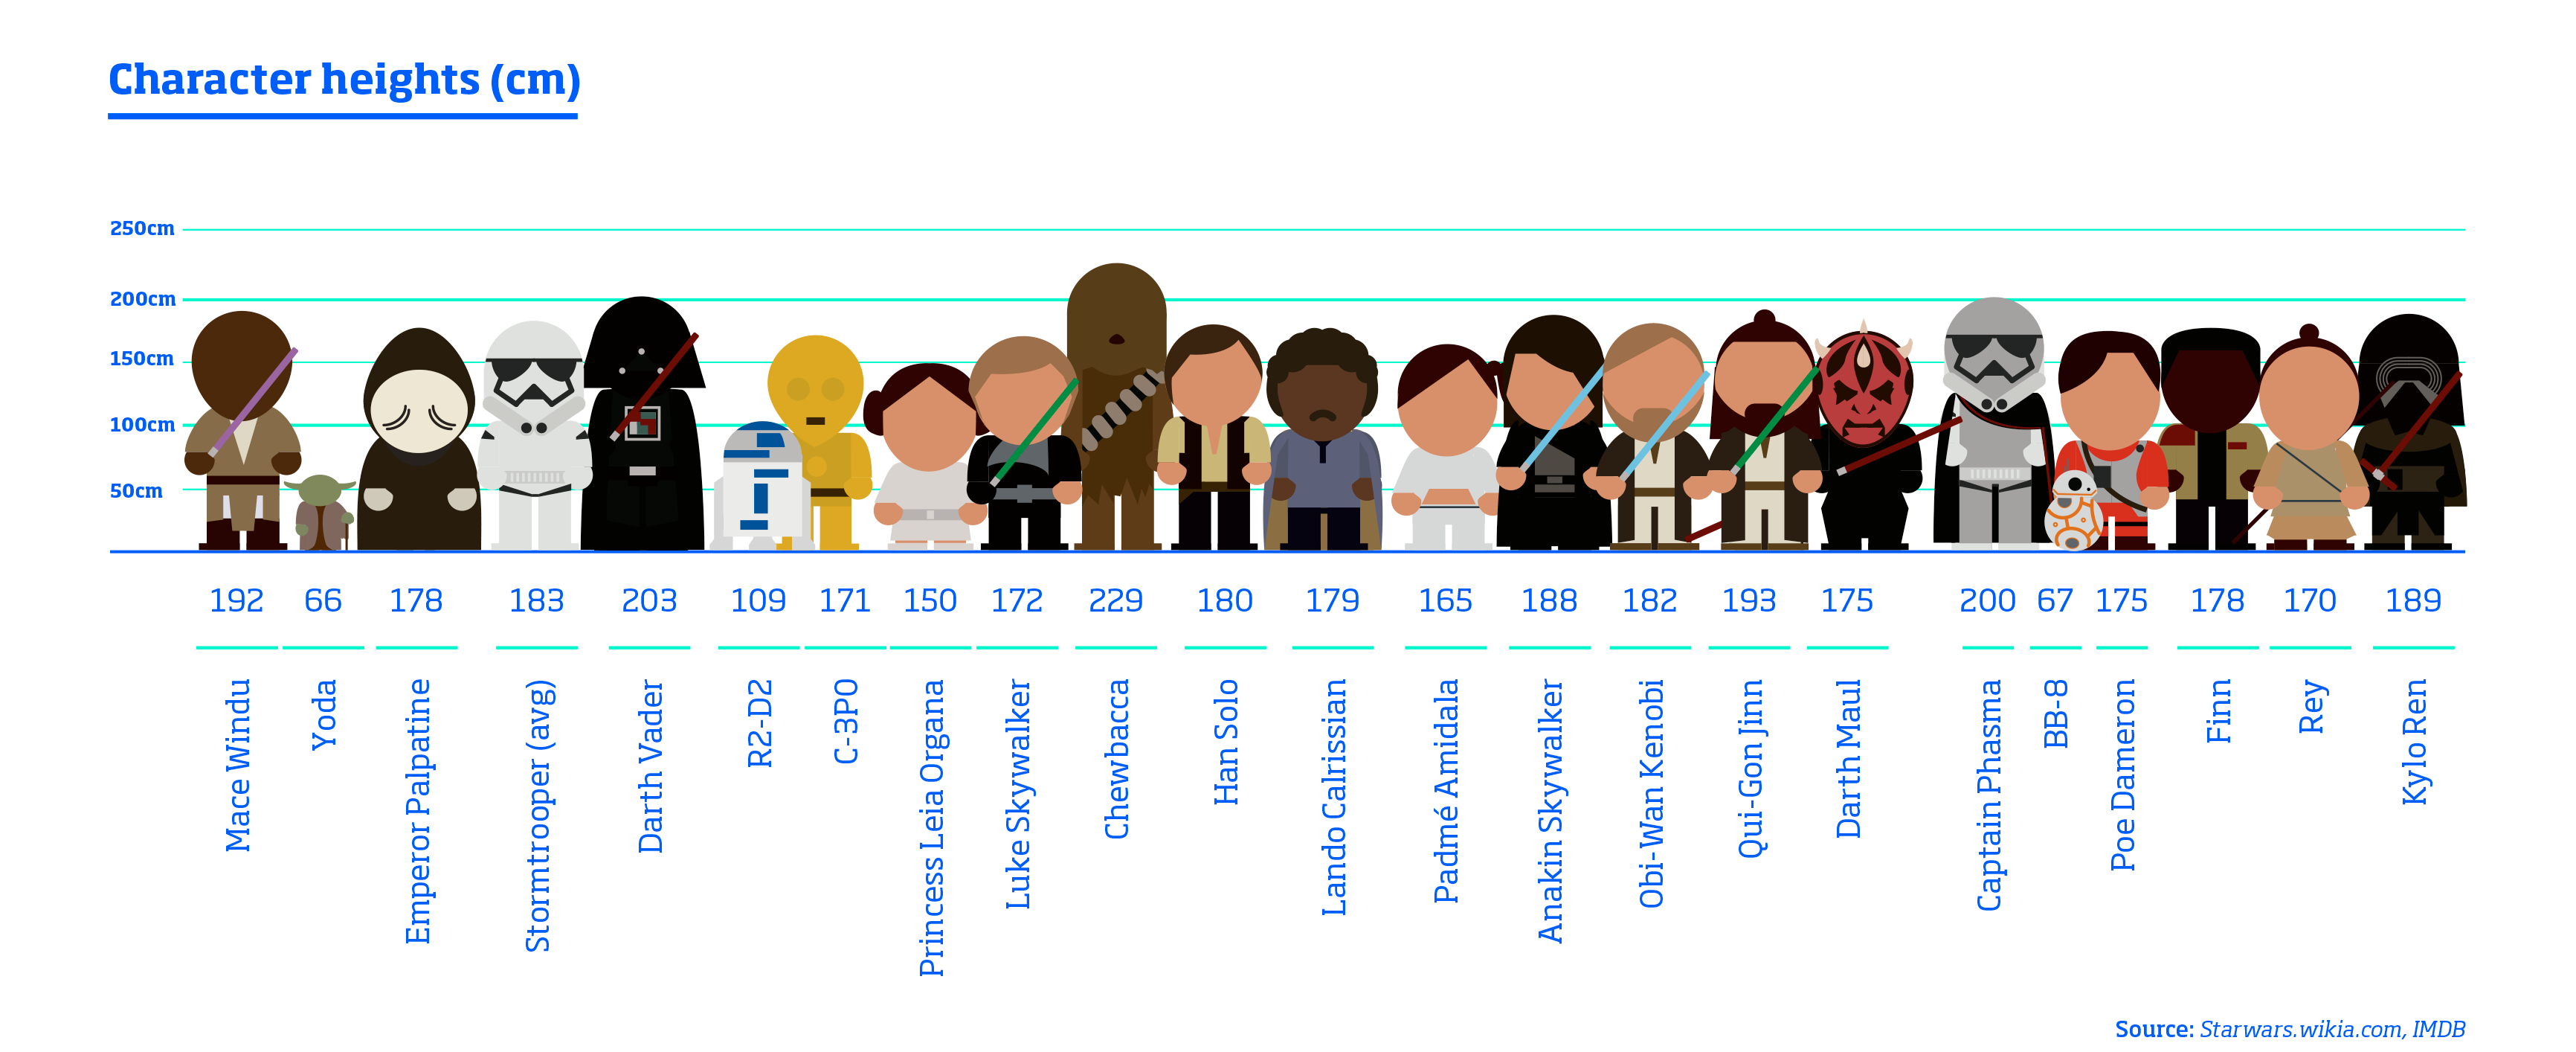 Character heights (cm)
250cm
200cm
150cm
100cm
50cm
192 66 178 183 203 109 171 150 172 229 180 179 165 188 182 193 175 200 67 175 178 170 189
Mace Windu
Yoda
Emperor Palpatine
Stormtrooper (avg)
Darth Vader
R2-D2
C-3PO
Princess Leia Organa
Luke Skywalker
Chewbacca
Han Solo
Lando Calrissian
Padmé Amidala
Anakin Skywalker
Obi-Wan Kenobi
Qui-Gon Jinn
Darth Maul
Captain Phasma
BB-8
Poe Dameron
Finn
Rey
Kylo Ren
Source: Starwars.wikia.com, IMDB